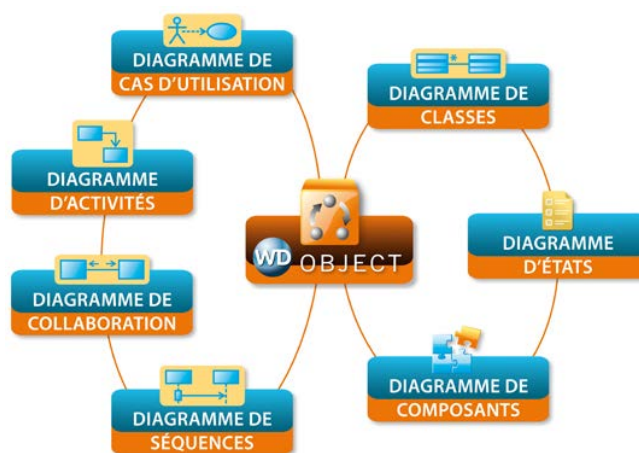 DIAGRAMME DE
CAS D'UTILISATION
DIAGRAMME DE
CLASSES
DIAGRAMME
D'ACTIVITÉS
DIAGRAMME
D'ÉTATS
WD OBJECT
DIAGRAMME DE
COLLABORATION
DIAGRAMME DE
COMPOSANTS
DIAGRAMME DE
SÉQUENCES